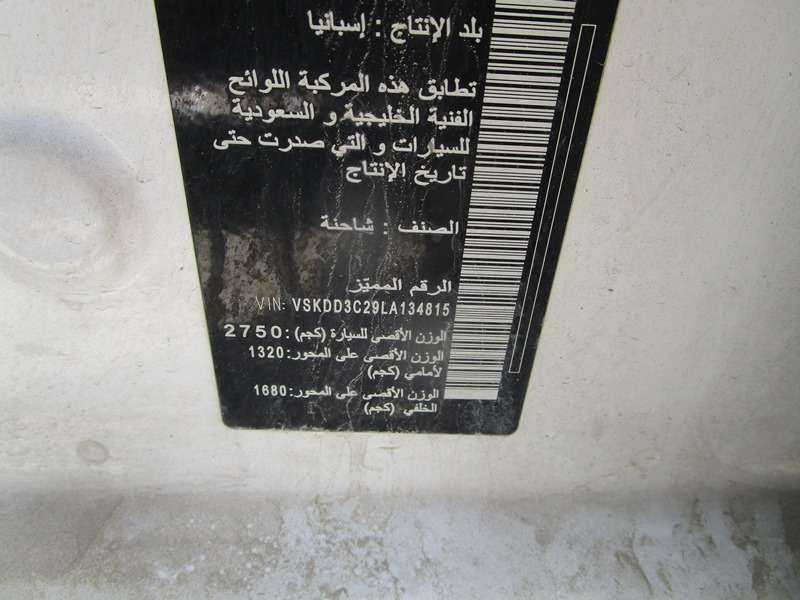 بلد الإنتاج : إسبانيا
تطابق هذه المركبة اللوائح
الفنية الخليجية و السعودية
للسيارات و التي صدرت حتى
تاريخ الإنتاج
الصنف : شاحنة
الرقم المميّز
VIN: VSKDD3C29LA134815
الوزن الأقصى للسيارة (كجم):2750
الوزن الأقصى على المحور:1320
لأمامي (كجم)
الوزن الأقصى على المحور:1680
الخلفي (كجم)